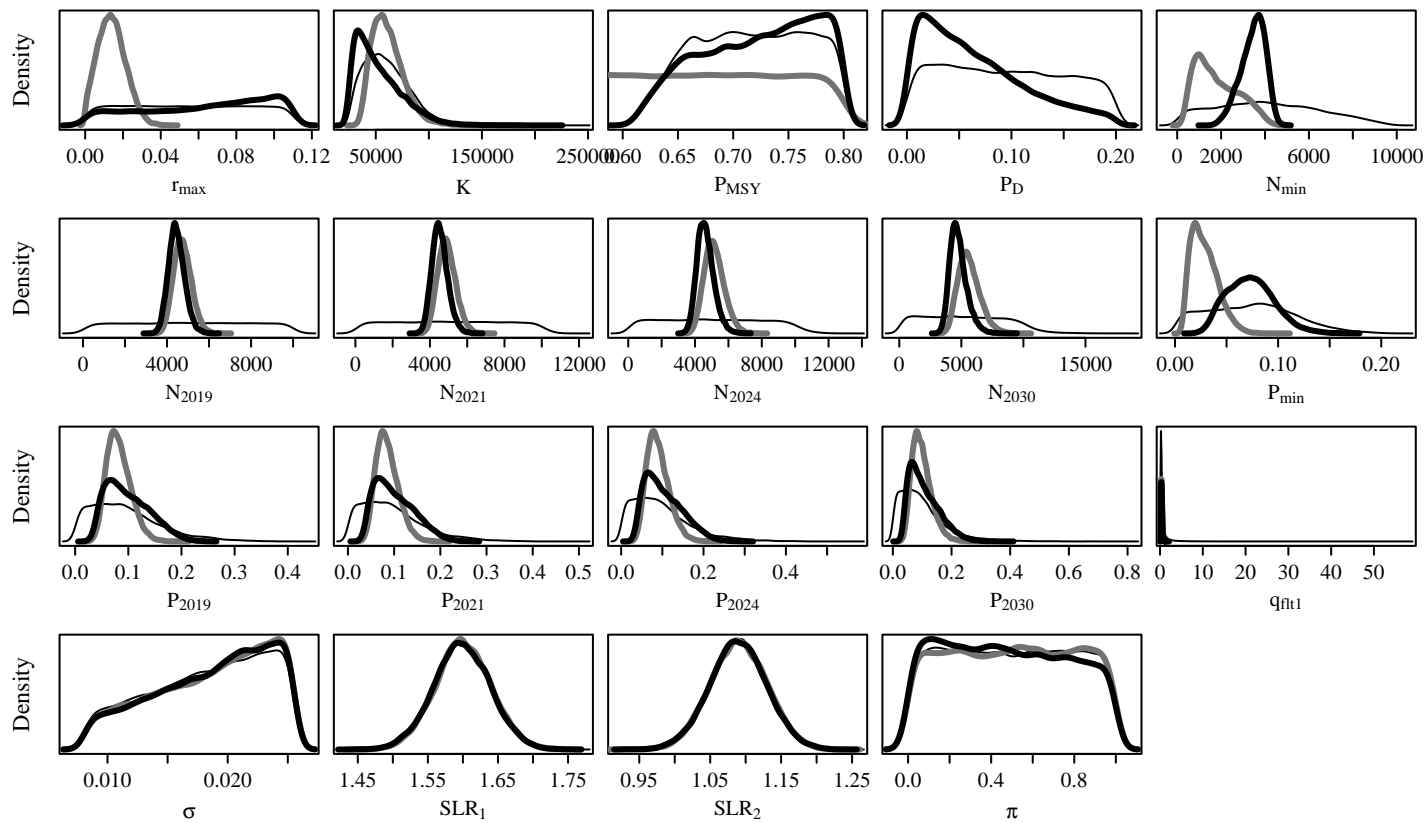 Density
0.00 0.04 0.08 0.12
50000 150000 250000
0.60 0.65 0.70 0.75 0.80
0.00 0.10 0.20
0 2000 6000 10000
r_max K P_MSY P_D N_min
Density
0 4000 8000
0 4000 8000 12000
0 4000 8000 14000
0 5000 15000
0.00 0.10 0.20
N_2019 N_2021 N_2024 N_2030 P_min
Density
0.0 0.1 0.2 0.4
0.0 0.1 0.2 0.3 0.5
0.0 0.2 0.4
0.0 0.2 0.4 0.6 0.8
0 10 20 30 40 50
P_2019 P_2021 P_2024 P_2030 q_flt1
Density
0.010 0.020
1.45 1.55 1.65 1.75
0.95 1.05 1.15 1.25
0.0 0.4 0.8
σ SLR_1 SLR_2 π